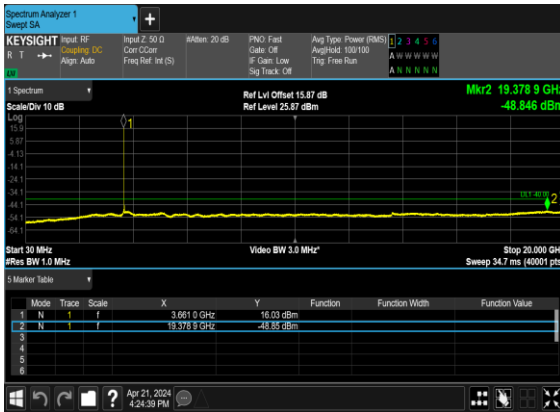 Spectrum Analyzer 1
Swept SA
KEYSIGHT Input: RF Input Z: 50 Ω #Atten: 20 dB PNO: Fast Avg Type: Power (RMS) 1 2 3 4 5 6
R T Coupling: DC Corr CCorr Gate: Off Avg|Hold: 100/100 A W W W W W
Align: Auto Freq Ref: Int (S) IF Gain: Low Trig: Free Run
Sig Track: Off A N N N N N
1 Spectrum Ref Lvl Offset 15.87 dB Mkr2 19.378 9 GHz
Scale/Div 10 dB Ref Level 25.87 dBm -48.846 dBm
Log
15.9
5.87
-4.13
-14.1
-24.1
-34.1
-44.1
-54.1
-64.1
1
2
Start 30 MHz Video BW 3.0 MHz* Stop 20.000 GHz
#Res BW 1.0 MHz Sweep 34.7 ms (40001 pts
5 Marker Table
Mode Trace Scale X Y Function Function Width Function Value
1 N 1 f 3.661 0 GHz 16.03 dBm
2 N 1 f 19.378 9 GHz -48.85 dBm
3
4
5
6
? Apr 21, 2024
4:24:39 PM